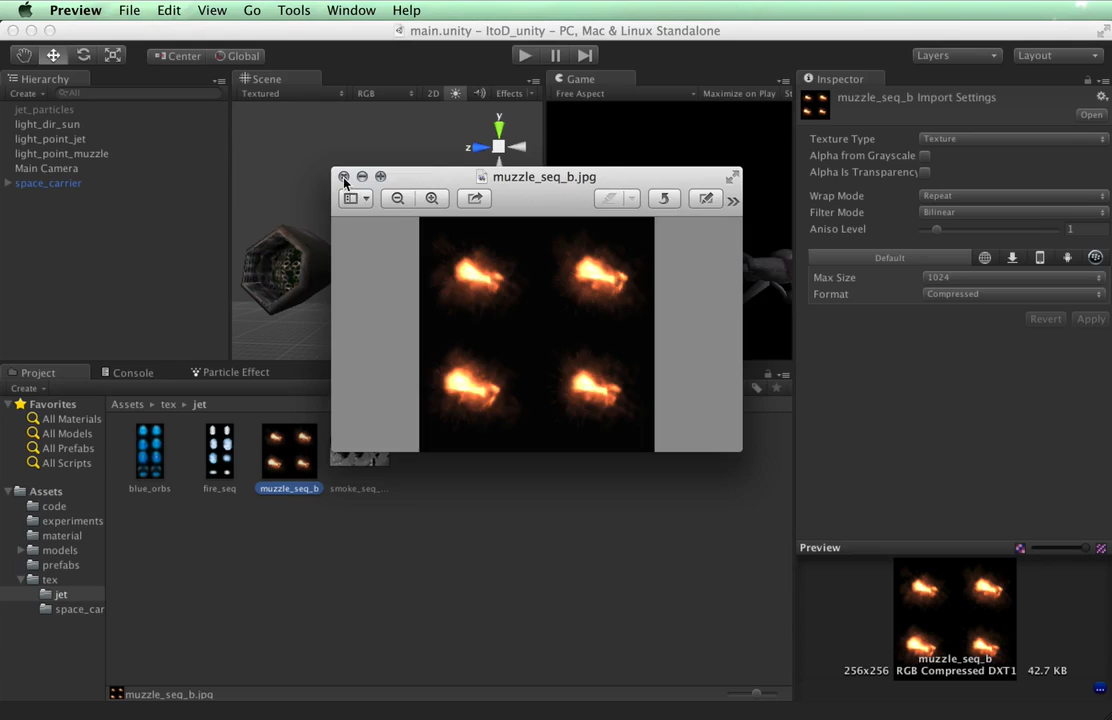 Preview File Edit View Go Tools Window Help
main.unity - ItoD_unity - PC, Mac & Linux Standalone
Center Global Layers Layout
Hierarchy Scene Game Inspector
Create All Textured RGB 2D Effects Free Aspect Maximize on Play St
jet_particles
light_dir_sun
light_point_jet
light_point_muzzle
Main Camera
space_carrier
y
z
muzzle_seq_b.jpg
muzzle_seq_b Import Settings
Open
Texture Type Texture
Alpha from Grayscale
Alpha Is Transparency
Wrap Mode Repeat
Filter Mode Bilinear
Aniso Level 1
Default
Max Size 1024
Format Compressed
Revert Apply
Project Console Particle Effect
Create
Favorites
All Materials
All Models
All Prefabs
All Scripts
Assets
code
experiments
material
models
prefabs
tex
jet
space_car
Assets tex jet
blue_orbs fire_seq muzzle_seq_b smoke_seq_...
muzzle_seq_b.jpg
Preview
muzzle_seq_b
256x256 RGB Compressed DXT1 42.7 KB